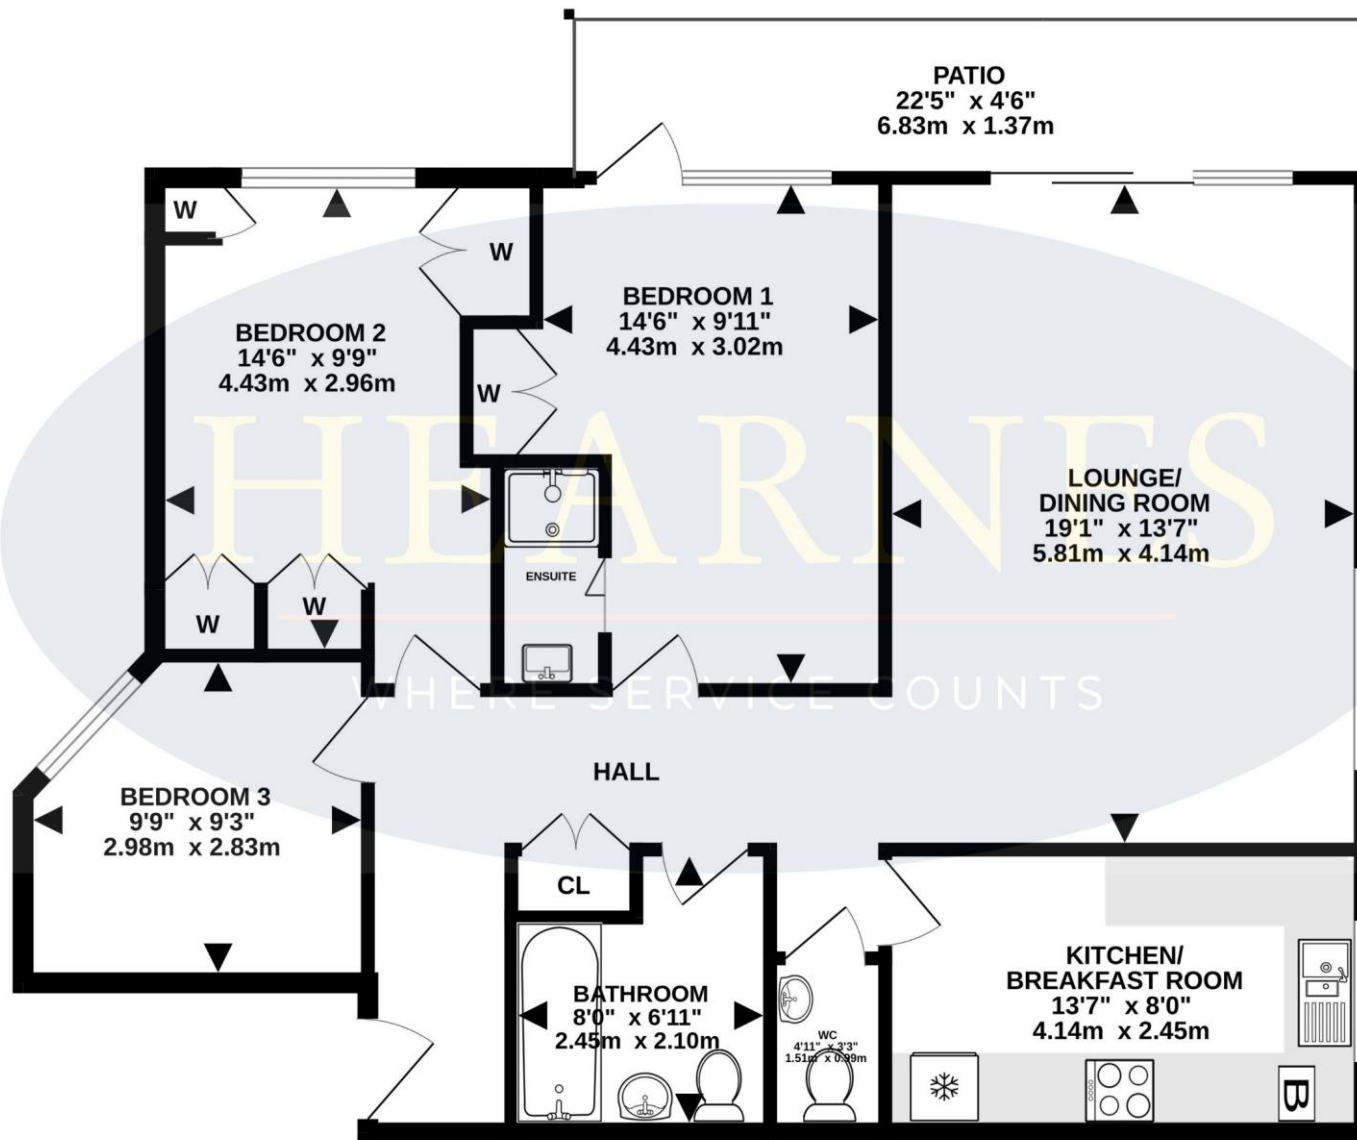 PATIO
22'5" x 4'6"
6.83m x 1.37m
W
W
BEDROOM 1
14'6" x 9'11"
4.43m x 3.02m
BEDROOM 2
14'6" x 9'9"
4.43m x 2.96m
W
HEARNES
LOUNGE/
DINING ROOM
19'1" x 13'7"
5.81m x 4.14m
ENSUITE
W
W
WHERE SERVICE COUNTS
HALL
BEDROOM 3
9'9" x 9'3"
2.98m x 2.83m
CL
KITCHEN/
BREAKFAST ROOM
13'7" x 8'0"
4.14m x 2.45m
BATHROOM
8'0" x 6'11"
2.45m x 2.10m
WC
4'11" x 3'3"
1.51m x 0.99m
B